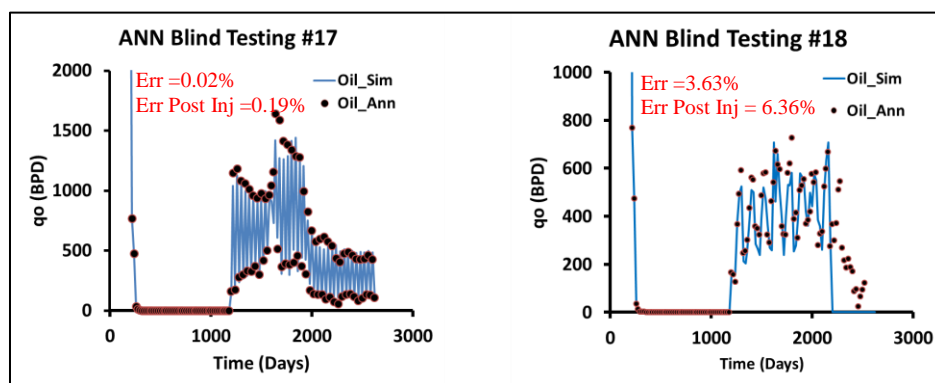 ANN Blind Testing #17
Err =0.02%
Err Post Inj =0.19%
Oil_Sim
Oil_Ann
qo (BPD)
2000
1500
1000
500
0
0 1000 2000 3000
Time (Days)
ANN Blind Testing #18
Err =3.63%
Err Post Inj = 6.36%
Oil_Sim
Oil_Ann
qo (BPD)
1000
800
600
400
200
0
0 1000 2000 3000
Time (Days)